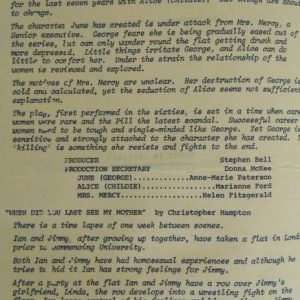 for the last seven years with Alice (Childie). But things are about
to change.
The character June has created is under attack from Mrs. Mercy, a
Senior executive. George fears she is being gradually eased out of
the series, but can only wander round the flat getting drunk and
more depressed. Little things irritate George, and Alice can do
little to comfort her. Under the strain the relationship of the
women is reviewed and explored.
The motives of Mrs. Mercy are unclear. Her destruction of George is
cold and calculated, yet the seduction of Alice seems not sufficient
explanation.
The play, first performed in the sixties, is set in a time when career
women were rare and the Pill the latest scandal. Successful career
women had to be tough and single-minded like George. Yet George is
sensitive and strongly attached to the character she has created. The
'killing' is something she resists and fights to the end.
PRODUCER Stephen Bell
PRODUCTION SECRETARY Donna McKee
JUNE (GEORGE)..............Anne-Marie Paterson
ALICE (CHILDIE)............Marianne Ford
MRS. MERCY.................Helen Fitzgerald
"WHEN DID YOU LAST SEE MY MOTHER" by Christopher Hampton
There is a time lapse of one week between scenes.
Ian and Jimmy, after growing up together, have taken a flat in London
prior to commencing University.
Both Ian and Jimmy have had homosexual experiences and although he
tries to hid it Ian has strong feelings for Jimmy.
After a party at the flat Ian and Jimmy have a row over Jimmy's
girlfriend, Linda, the row develops into a wrestling fight on the